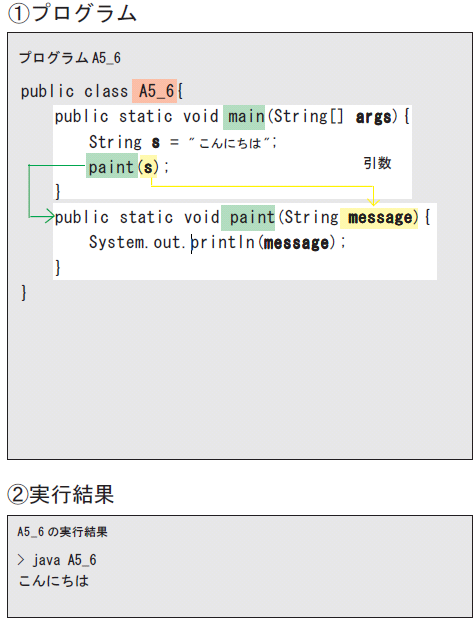 ①プログラム
プログラム A5_6
public class A5_6{
public static void main(String[] args){
String s = "こんにちは";
paint(s);
引数
}
public static void paint(String message){
System.out.println(message);
}
}
②実行結果
A5_6 の実行結果
> java A5_6
こんにちは